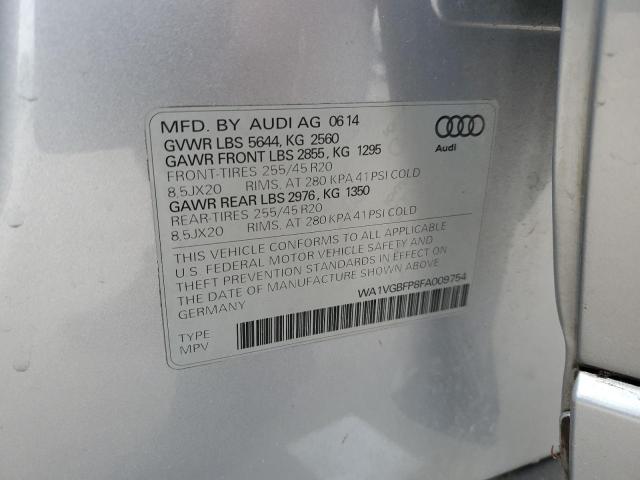 MFD. BY AUDI AG 06 14
GVWR LBS 5644, KG 2560
GAWR FRONT LBS 2855, KG 1295
FRONT-TIRES 255/45 R20
8.5JX20 RIMS. AT 280 KPA 41 PSI COLD
GAWR REAR LBS 2976, KG 1350
REAR-TIRES 255/45 R20
8.5JX20 RIMS. AT 280 KPA 41 PSI COLD
Audi
THIS VEHICLE CONFORMS TO ALL APPLICABLE
U.S. FEDERAL MOTOR VEHICLE SAFETY AND
THEFT PREVENTION STANDARDS IN EFFECT ON
THE DATE OF MANUFACTURE SHOWN ABOVE.
GERMANY
WA1VGBFP8FA009754
TYPE
MPV